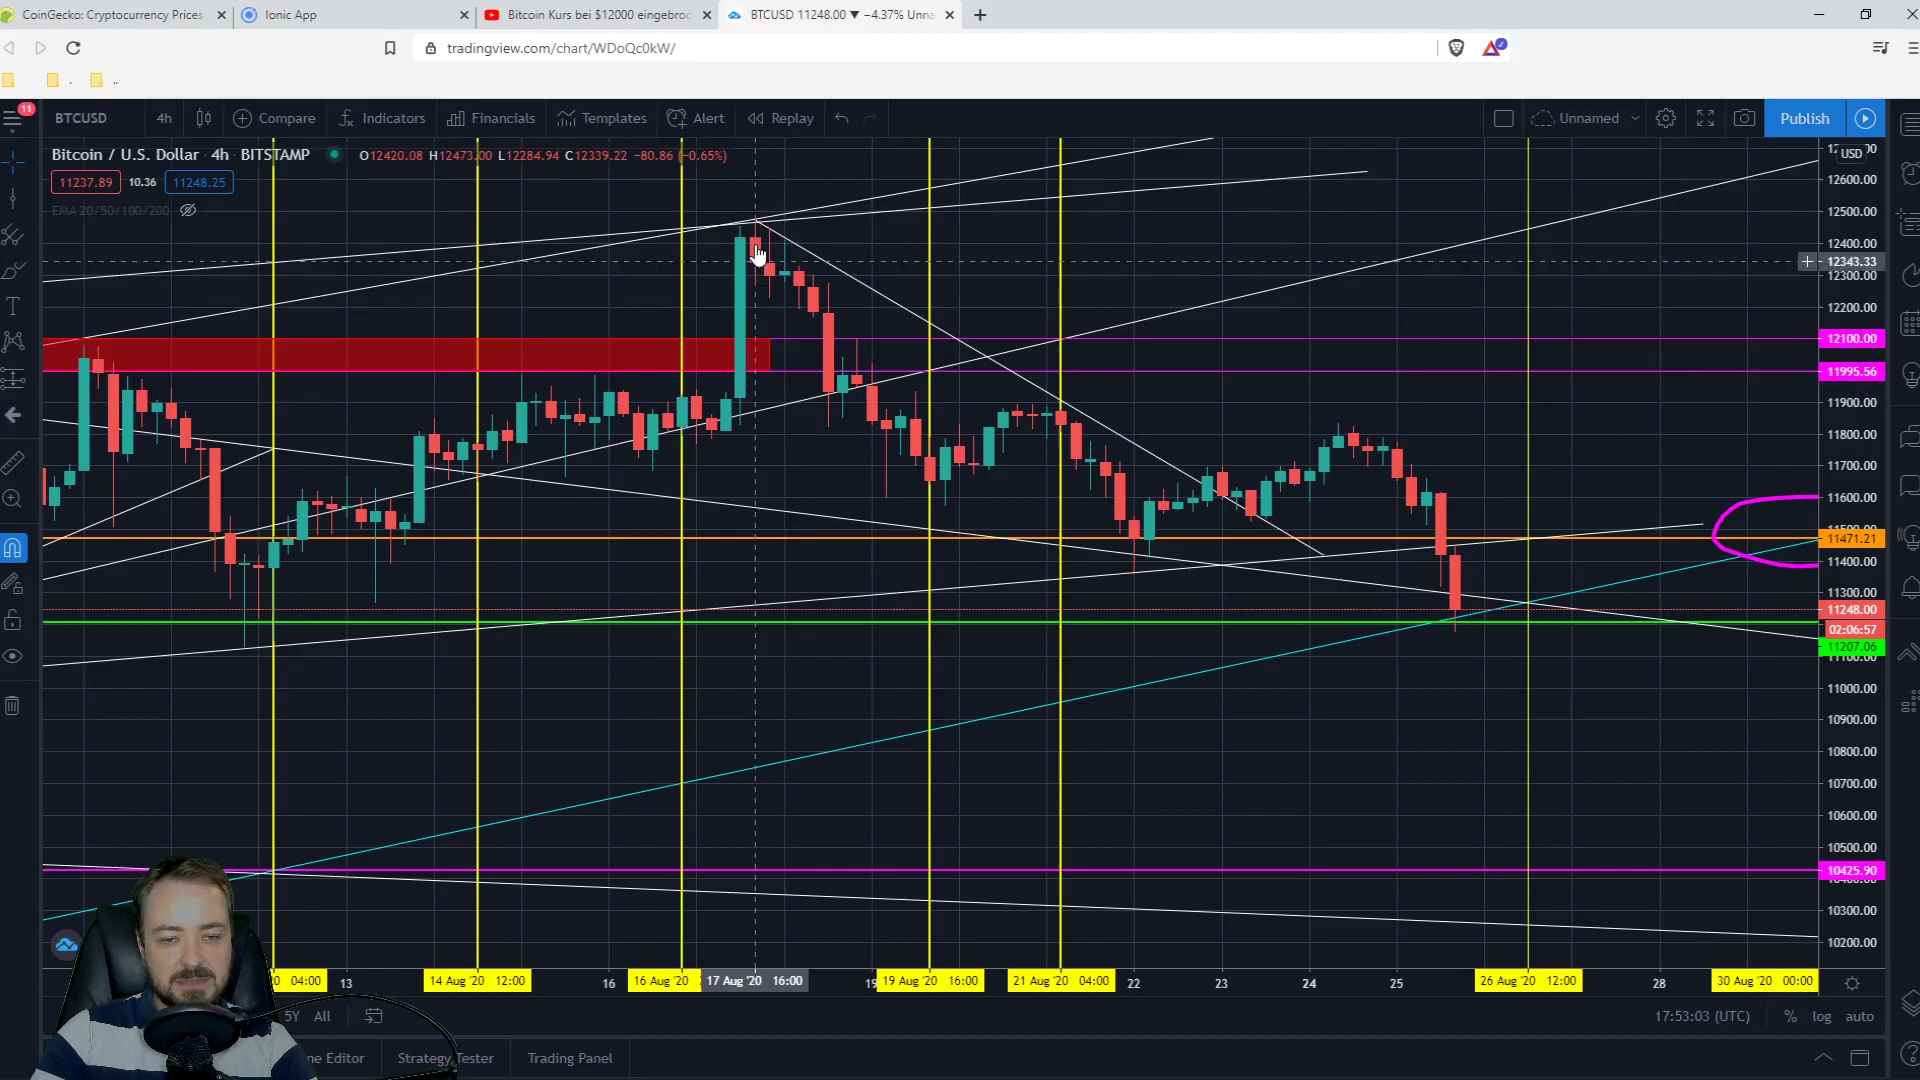 CoinGecko: Cryptocurrency Prices
Ionic App
Bitcoin Kurs bei $12000 eingebroc
BTCUSD 11248.00 ▼ −4.37% Unna
tradingview.com/chart/WDoQc0kW/
.
..
11
BTCUSD
4h
Compare
Indicators
Financials
Templates
Alert
Replay
Unnamed
Publish
Bitcoin / U.S. Dollar 4h BITSTAMP
O12420.08 H12473.00 L12284.94 C12339.22 −80.86 (−0.65%)
11237.89
10.36
11248.25
EMA 20/50/100/200
USD
12600.00
12500.00
12400.00
12343.33
12300.00
12200.00
12100.00
11995.56
11900.00
11800.00
11700.00
11600.00
11500.00
11471.21
11400.00
11300.00
11248.00
02:06:57
11207.06
11100.00
11000.00
10900.00
10800.00
10700.00
10600.00
10500.00
10425.90
10300.00
10200.00
04:00
13
14 Aug '20 12:00
16
16 Aug '20
17 Aug '20 16:00
19
19 Aug '20 16:00
21 Aug '20 04:00
22
23
24
25
26 Aug '20 12:00
28
30 Aug '20 00:00
5Y
All
17:53:03 (UTC)
%
log
auto
ne Editor
Strategy Tester
Trading Panel